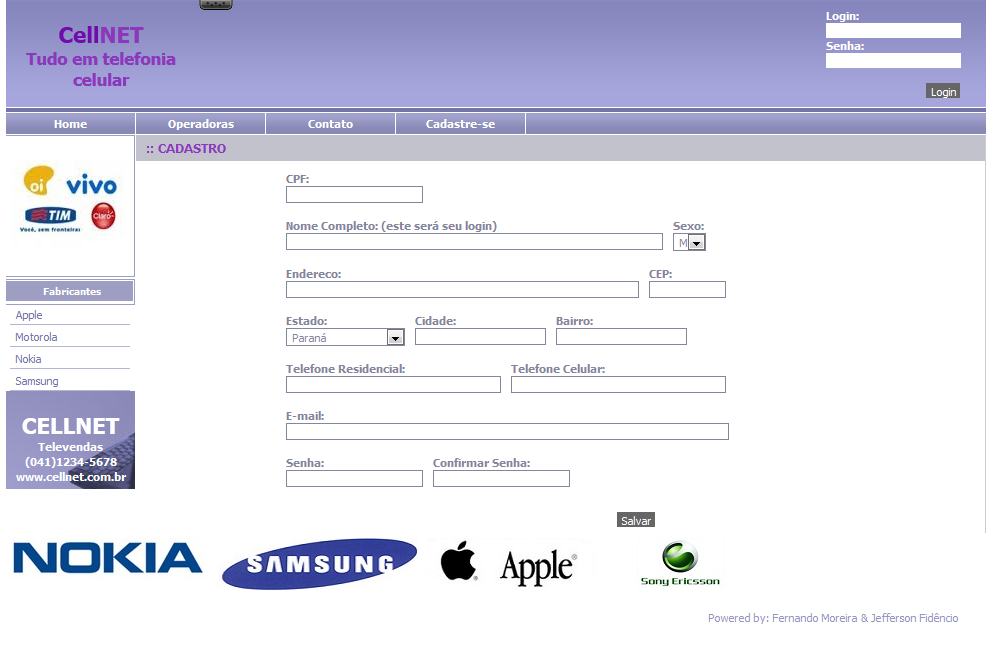 CellNET
Tudo em telefonia
celular
Login:
Senha:
Login
Home Operadoras Contato Cadastre-se
:: CADASTRO
oi vivo
TIM Claro
Você, sem fronteiras
Fabricantes
Apple
Motorola
Nokia
Samsung
CELLNET
Televendas
(041)1234-5678
www.cellnet.com.br
CPF:
Nome Completo: (este será seu login) Sexo:
M
Endereco: CEP:
Estado: Cidade: Bairro:
Paraná
Telefone Residencial: Telefone Celular:
E-mail:
Senha: Confirmar Senha:
Salvar
NOKIA SAMSUNG Apple® Sony Ericsson
Powered by: Fernando Moreira & Jefferson Fidêncio